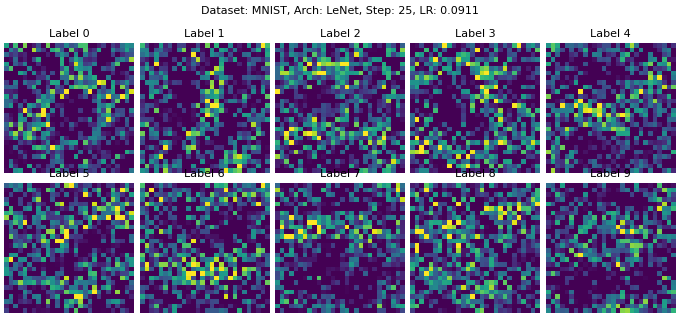 Dataset: MNIST, Arch: LeNet, Step: 25, LR: 0.0911
Label 0 Label 1 Label 2 Label 3 Label 4
Label 5 Label 6 Label 7 Label 8 Label 9